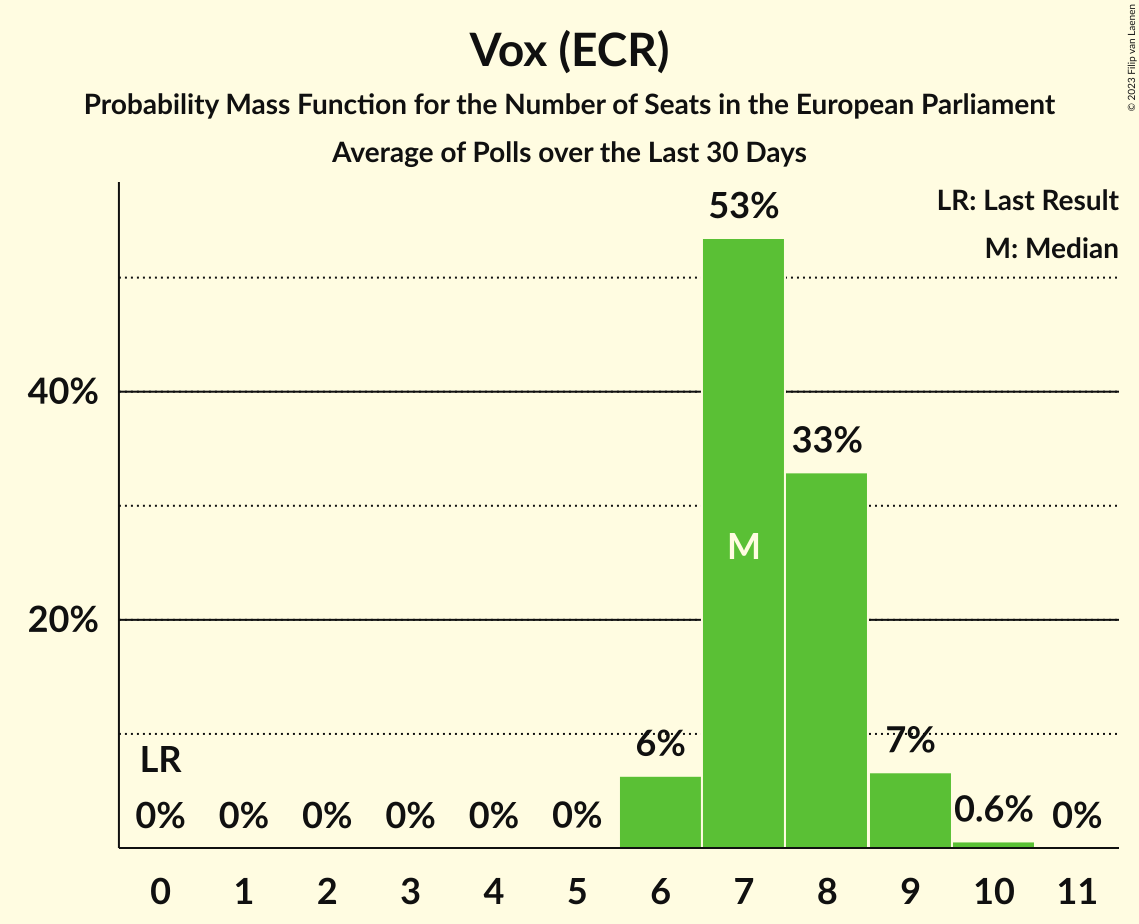 Vox (ECR)
Probability Mass Function for the Number of Seats in the European Parliament
Average of Polls over the Last 30 Days
© 2023 Filip van Laenen
LR: Last Result
M: Median
53%
40%
33%
M
20%
LR
6%
7%
0% 0% 0% 0% 0% 0% 0.6% 0%
0 1 2 3 4 5 6 7 8 9 10 11